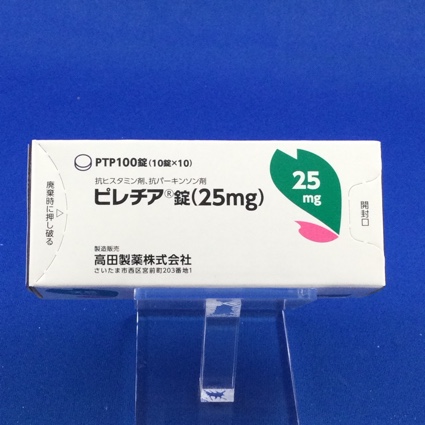 PTP100錠(10錠×10)
抗ヒスタミン剤、抗パーキンソン剤
ピレチア®錠(25mg)
製造販売
高田製薬株式会社
さいたま市西区宮前町203番地1
廃棄時に押し破る
25
mg
開封口